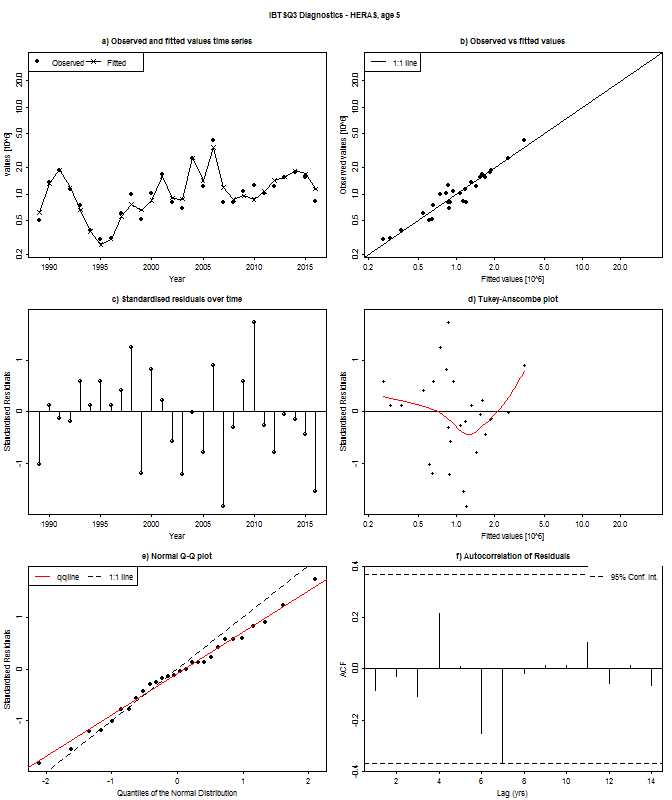 IBTSQ3 Diagnostics - HERAS, age 5
a) Observed and fitted values time series
Observed Fitted
values [10^6]
0.2 0.5 1.0 2.0 5.0 10.0 20.0
1990 1995 2000 2005 2010 2015
Year
b) Observed vs fitted values
1:1 line
Observed values [10^6]
0.2 0.5 1.0 2.0 5.0 10.0 20.0
0.2 0.5 1.0 2.0 5.0 10.0 20.0
Fitted values [10^6]
c) Standardised residuals over time
Standardised Residuals
-1 0 1
1990 1995 2000 2005 2010 2015
Year
d) Tukey-Anscombe plot
Standardised Residuals
-1 0 1
0.2 0.5 1.0 2.0 5.0 10.0 20.0
Fitted values [10^6]
e) Normal Q-Q plot
qqline 1:1 line
Standardised Residuals
-1 0 1
-2 -1 0 1 2
Quantiles of the Normal Distribution
f) Autocorrelation of Residuals
95% Conf. Int.
ACF
-0.4 -0.2 0.0 0.2 0.4
2 4 6 8 10 12 14
Lag (yrs)